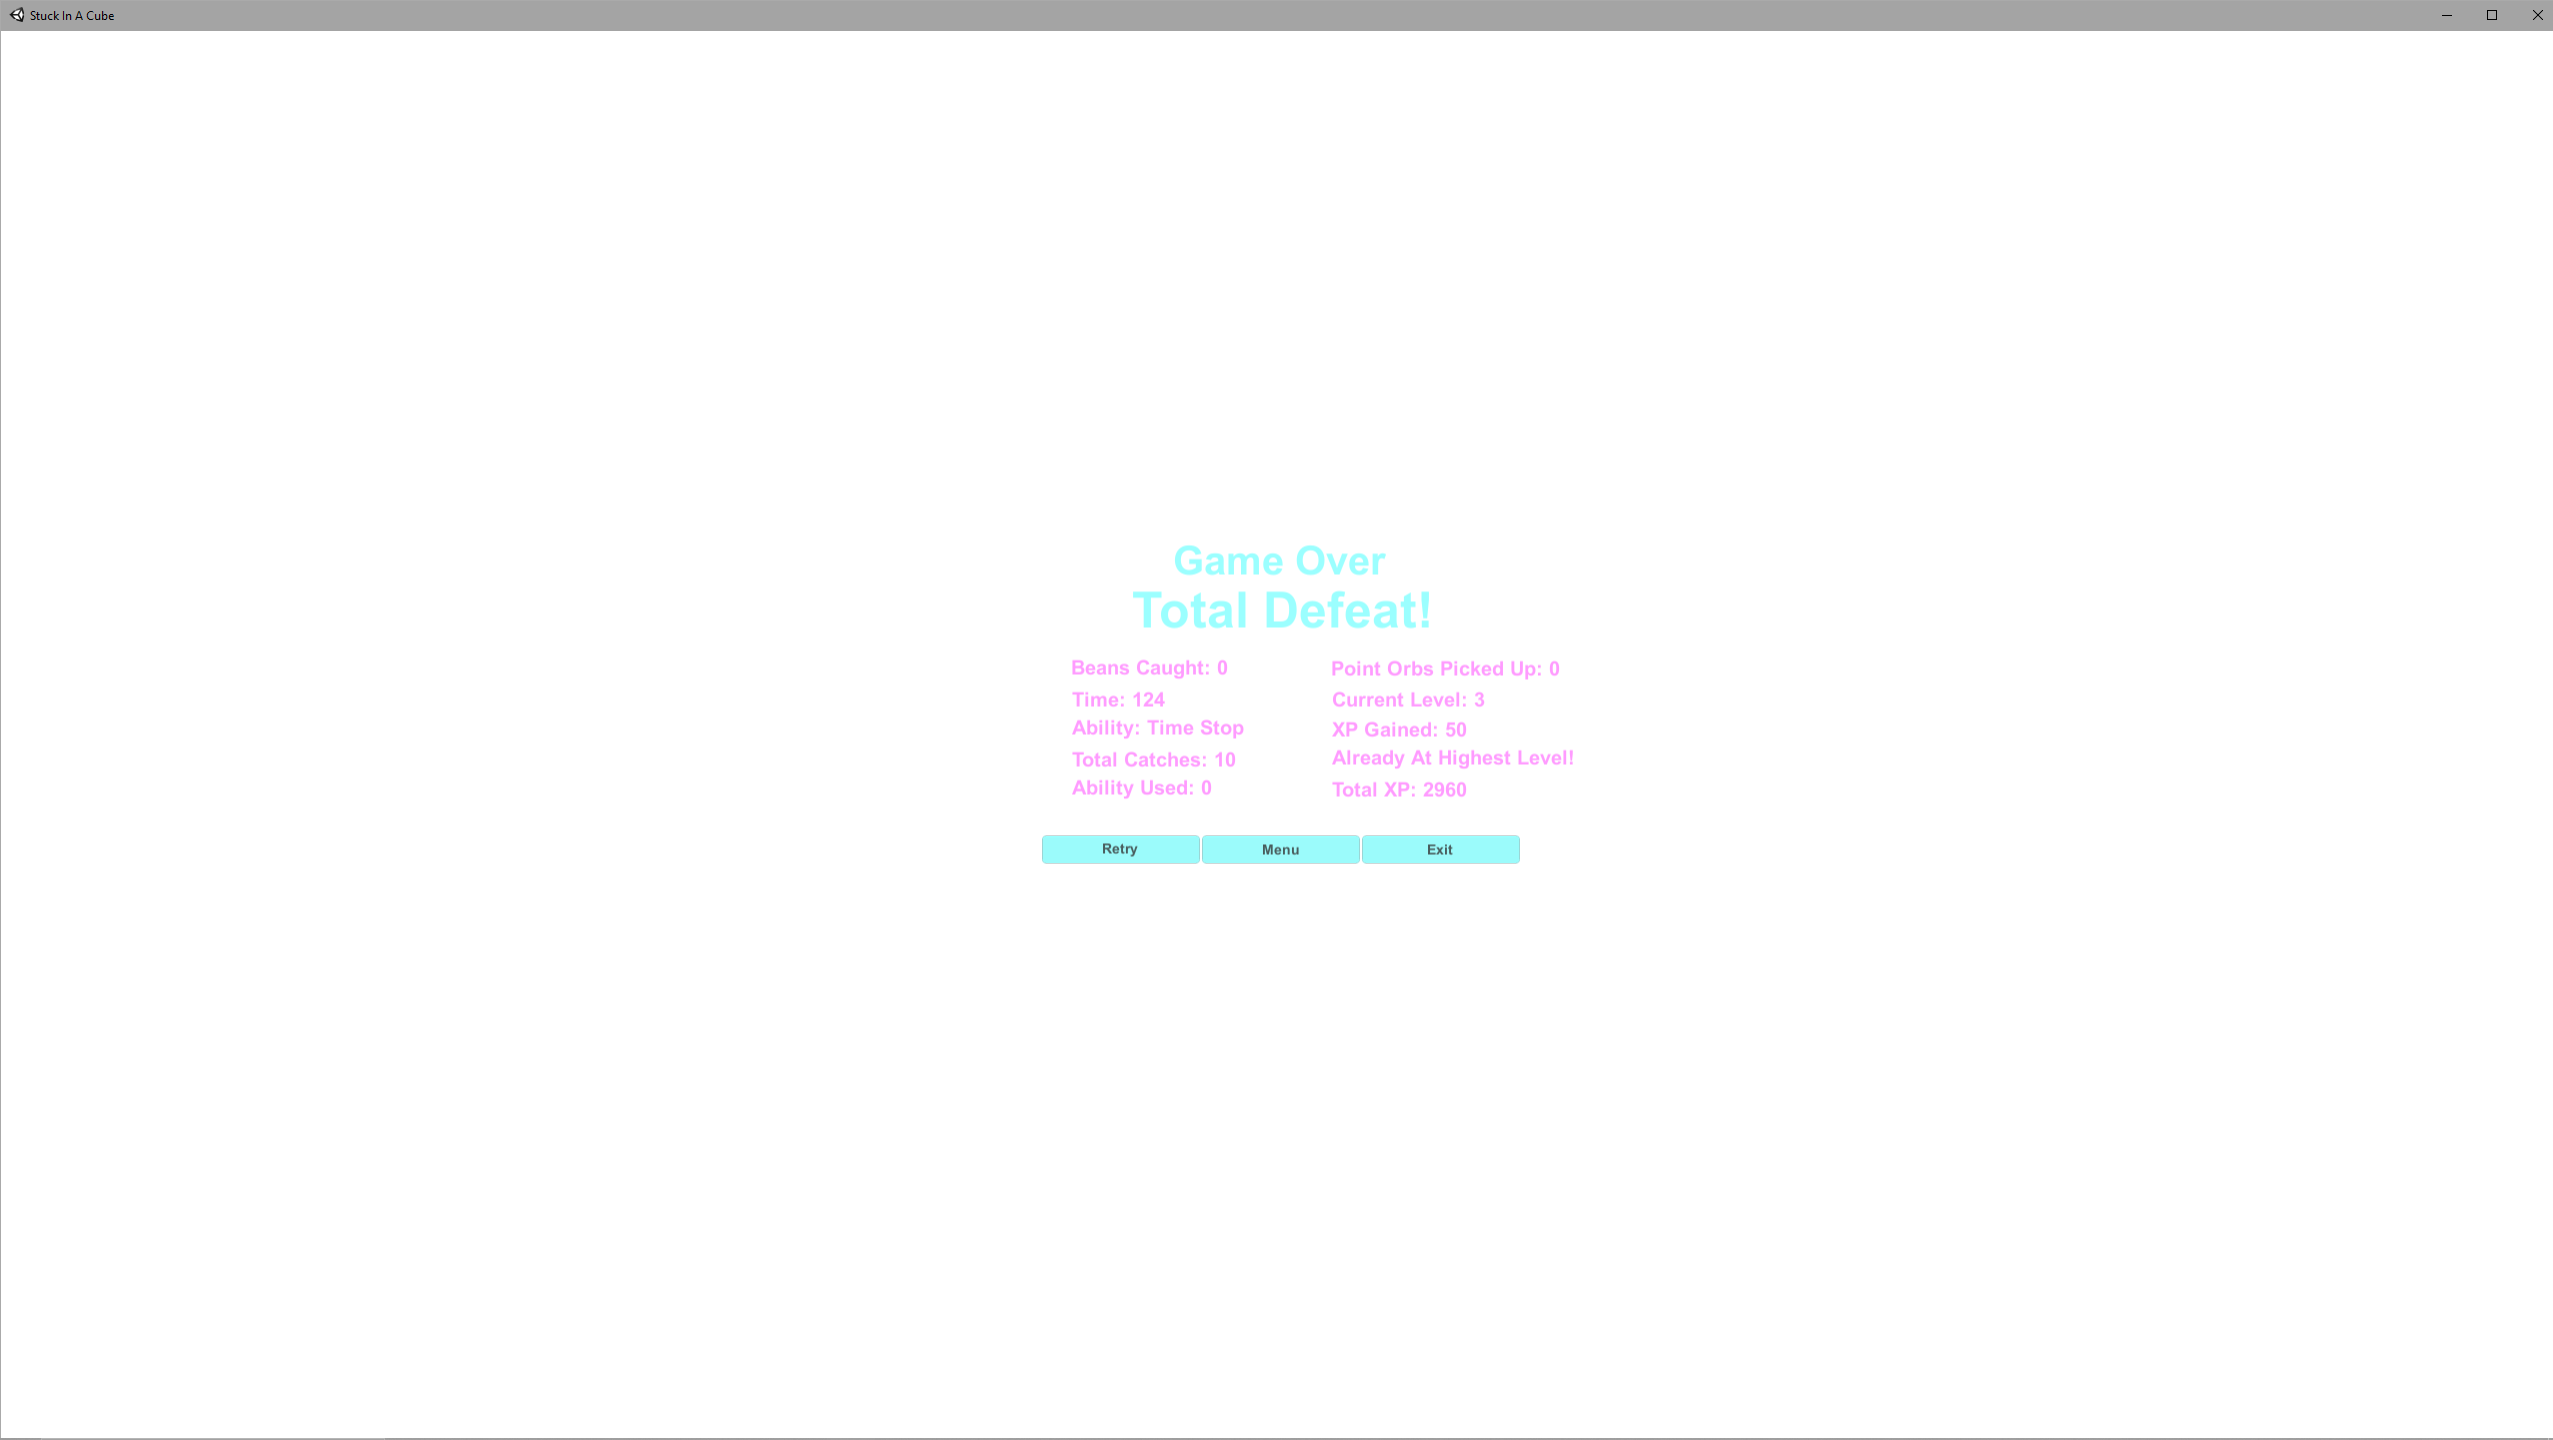 Stuck In A Cube
Game Over
Total Defeat!
Beans Caught: 0
Time: 124
Ability: Time Stop
Total Catches: 10
Ability Used: 0
Point Orbs Picked Up: 0
Current Level: 3
XP Gained: 50
Already At Highest Level!
Total XP: 2960
Retry
Menu
Exit